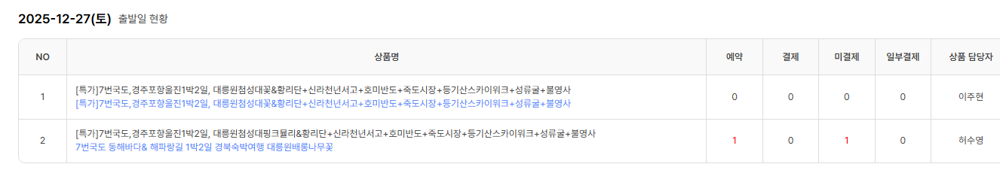 2025-12-27(토) 출발일 현황
NO 상품명 예약 결제 미결제 일부결제 상품 담당자
1 [특가]7번국도,경주포항울진1박2일, 대릉원첨성대꽃&황리단+신라천년서고+호미반도+죽도시장+등기산스카이워크+성류굴+불영사 0 0 0 0 이주현
[특가]7번국도,경주포항울진1박2일, 대릉원첨성대꽃&황리단+신라천년서고+호미반도+죽도시장+등기산스카이워크+성류굴+불영사
2 [특가]7번국도,경주포항울진1박2일, 대릉원첨성대핑크뮬리&황리단+신라천년서고+호미반도+죽도시장+등기산스카이워크+성류굴+불영사 1 0 1 0 허수영
7번국도 동해바다& 해파랑길 1박2일 경북숙박여행 대릉원배롱나무꽃